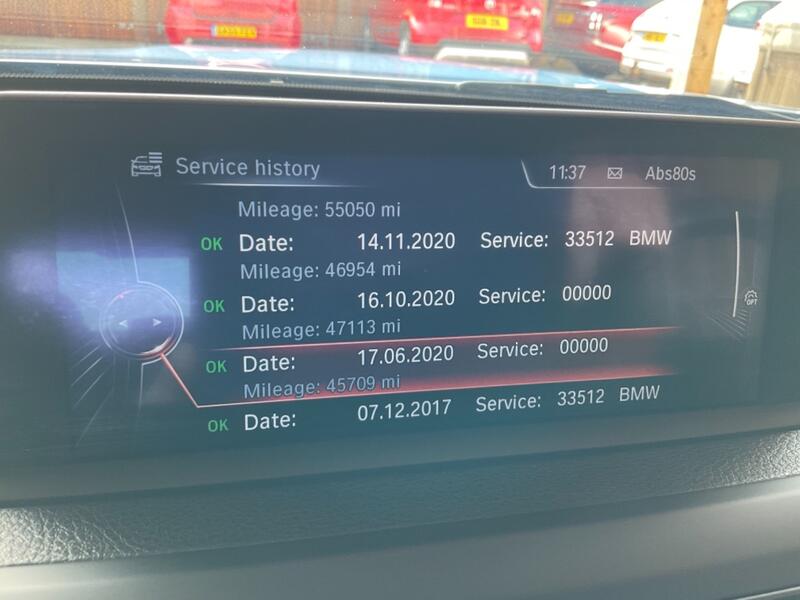 Service history
11:37 Abs80s
Mileage: 55050 mi
OK Date: 14.11.2020 Service: 33512 BMW
Mileage: 46954 mi
OK Date: 16.10.2020 Service: 00000
Mileage: 47113 mi
OK Date: 17.06.2020 Service: 00000
Mileage: 45709 mi
OK Date: 07.12.2017 Service: 33512 BMW
OPT